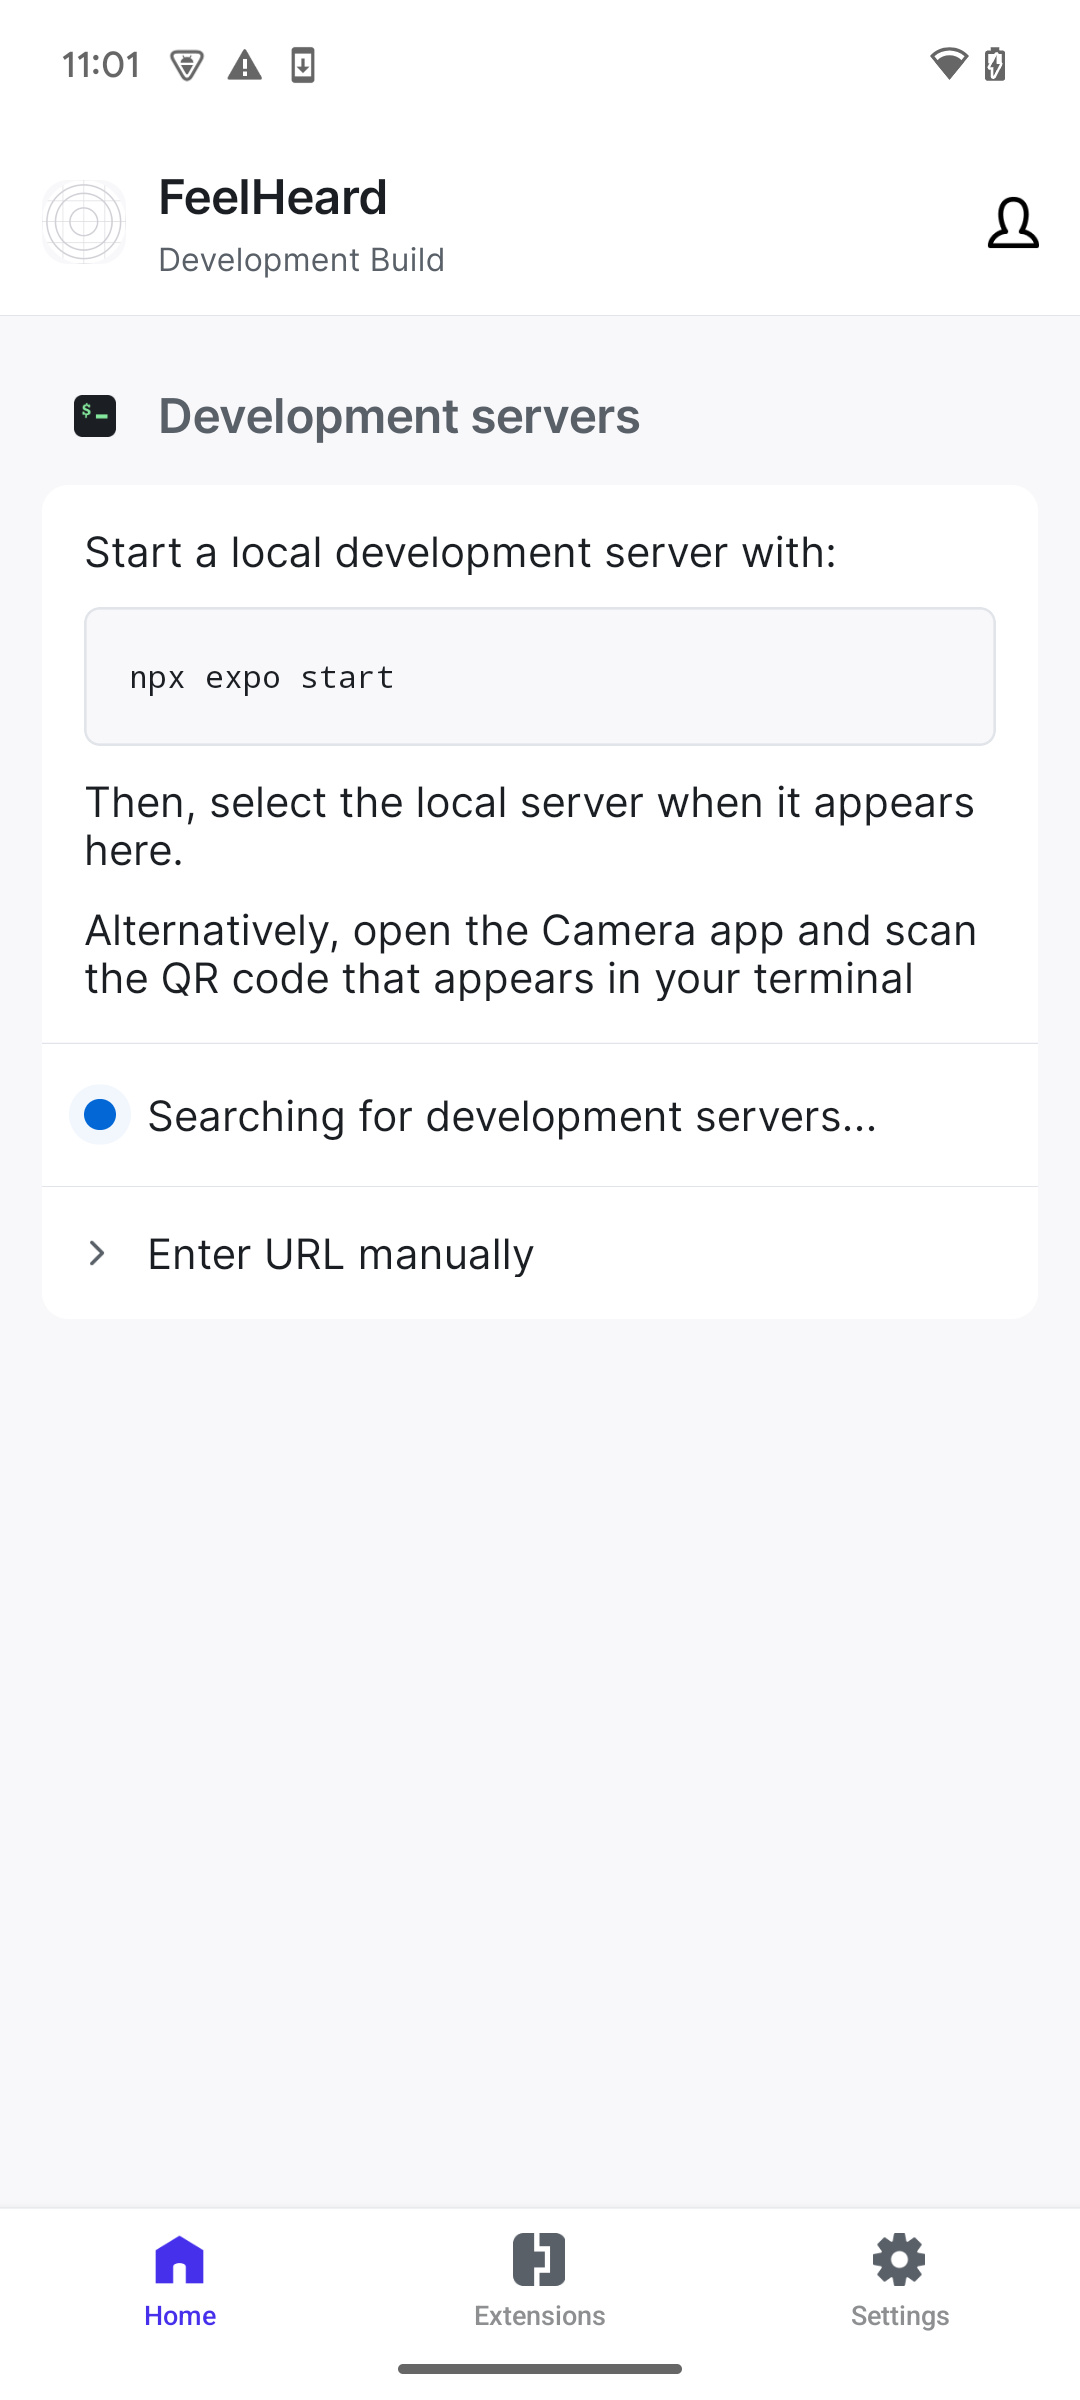 11:01
FeelHeard
Development Build
$
Development servers
Start a local development server with:
npx expo start
Then, select the local server when it appears
here.
Alternatively, open the Camera app and scan
the QR code that appears in your terminal
Searching for development servers...
Enter URL manually
Home
Extensions
Settings